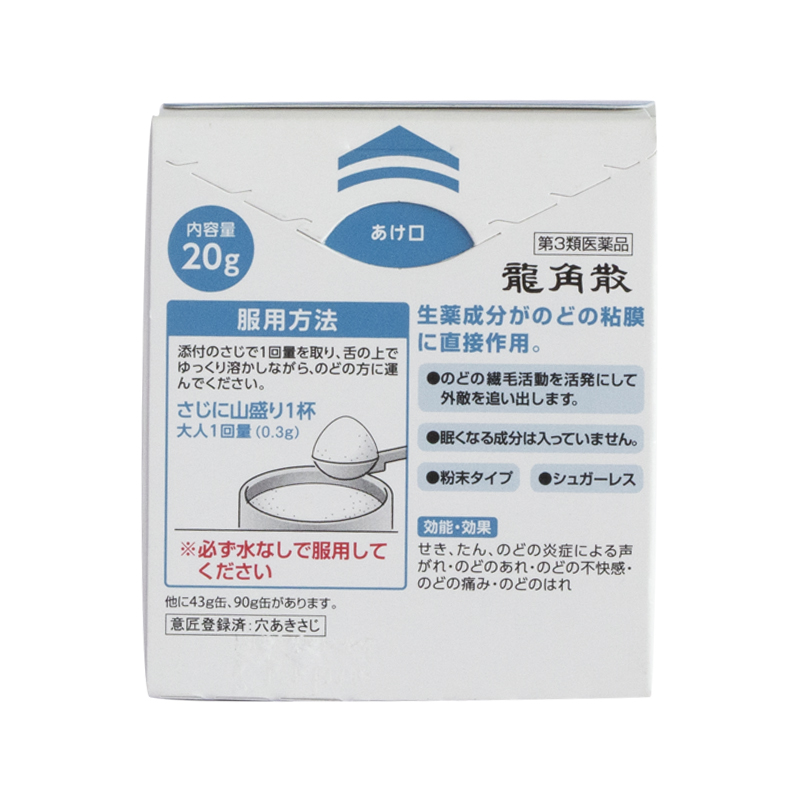 あけ口
内容量
20g
第3類医薬品
龍角散
服用方法
添付のさじで1回量を取り、舌の上で
ゆっくり溶かしながら、のどの方に運
んでください。
さじに山盛り1杯
大人1回量(0.3g)
※必ず水なしで服用して
ください
他に43g缶、90g缶があります。
意匠登録済:穴あきさじ
生薬成分がのどの粘膜
に直接作用。
●のどの繊毛活動を活発にして
外敵を追い出します。
●眠くなる成分は入っていません。
●粉末タイプ
●シュガーレス
効能・効果
せき、たん、のどの炎症による声
がれ・のどのあれ・のどの不快感・
のどの痛み・のどのはれ